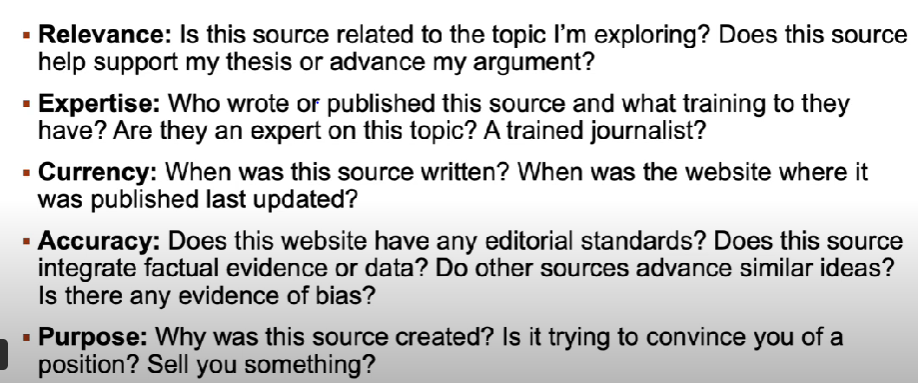 ▪ Relevance: Is this source related to the topic I'm exploring? Does this source
help support my thesis or advance my argument?
▪ Expertise: Who wrote or published this source and what training to they
have? Are they an expert on this topic? A trained journalist?
▪ Currency: When was this source written? When was the website where it
was published last updated?
▪ Accuracy: Does this website have any editorial standards? Does this source
integrate factual evidence or data? Do other sources advance similar ideas?
Is there any evidence of bias?
▪ Purpose: Why was this source created? Is it trying to convince you of a
position? Sell you something?